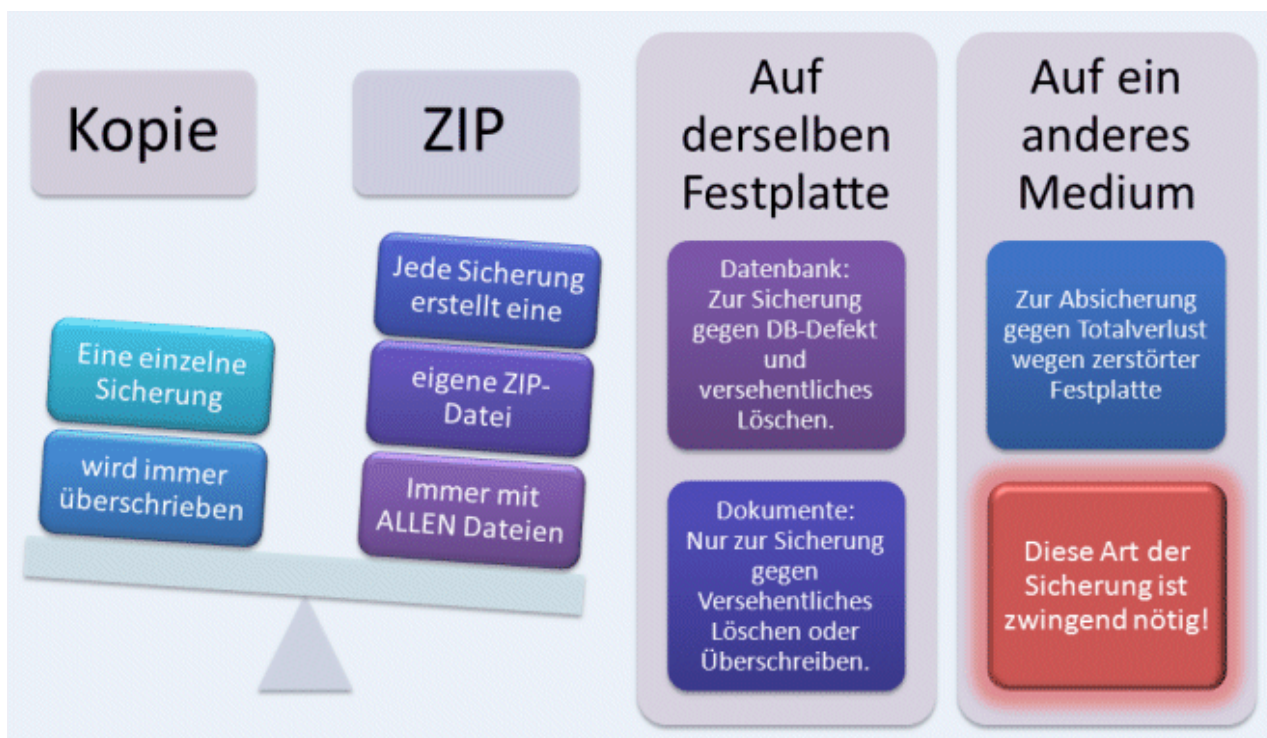 Kopie
Eine einzelne
Sicherung
wird immer
überschrieben
ZIP
Jede Sicherung
erstellt eine
eigene ZIP-
Datei
Immer mit
ALLEN Dateien
Auf
derselben
Festplatte
Datenbank:
Zur Sicherung
gegen DB-Defekt
und
versehentliches
Löschen.
Dokumente:
Nur zur Sicherung
gegen
Versehentliches
Löschen oder
Überschreiben.
Auf ein
anderes
Medium
Zur Absicherung
gegen Totalverlust
wegen zerstörter
Festplatte
Diese Art der
Sicherung ist
zwingend nötig!